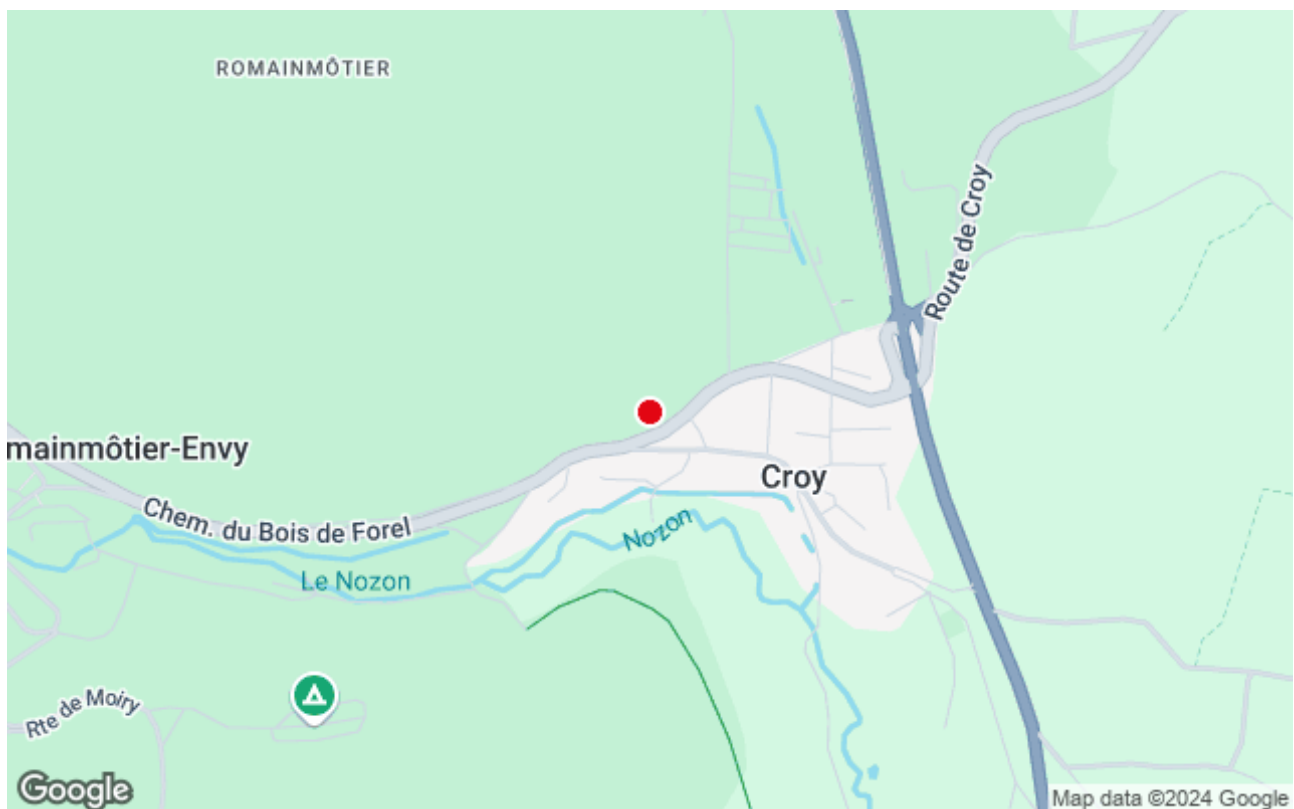 ROMAINMÔTIER
Route de Croy
mainmôtier-Envy
Croy
Chem. du Bois de Forel
Nozon
Le Nozon
Rte de Moiry
Google
Map data ©2024 Google